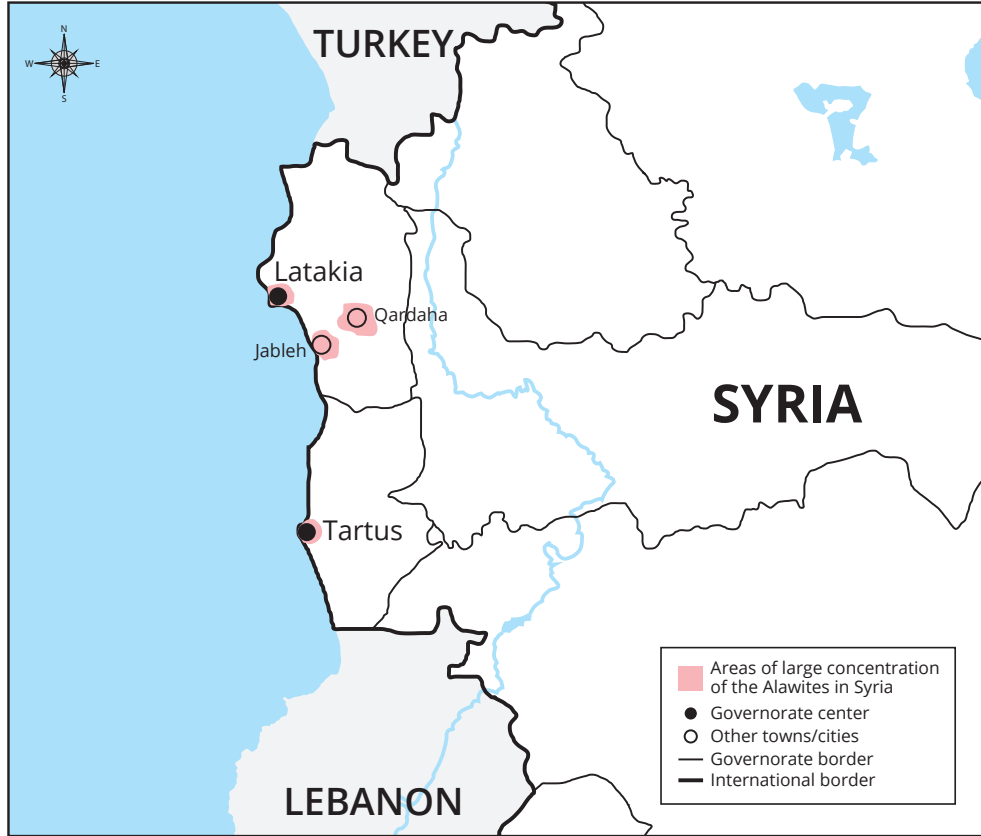 N
W E
S
TURKEY
Latakia
Qardaha
Jableh
SYRIA
Tartus
LEBANON
Areas of large concentration
of the Alawites in Syria
Governorate center
Other towns/cities
Governorate border
International border